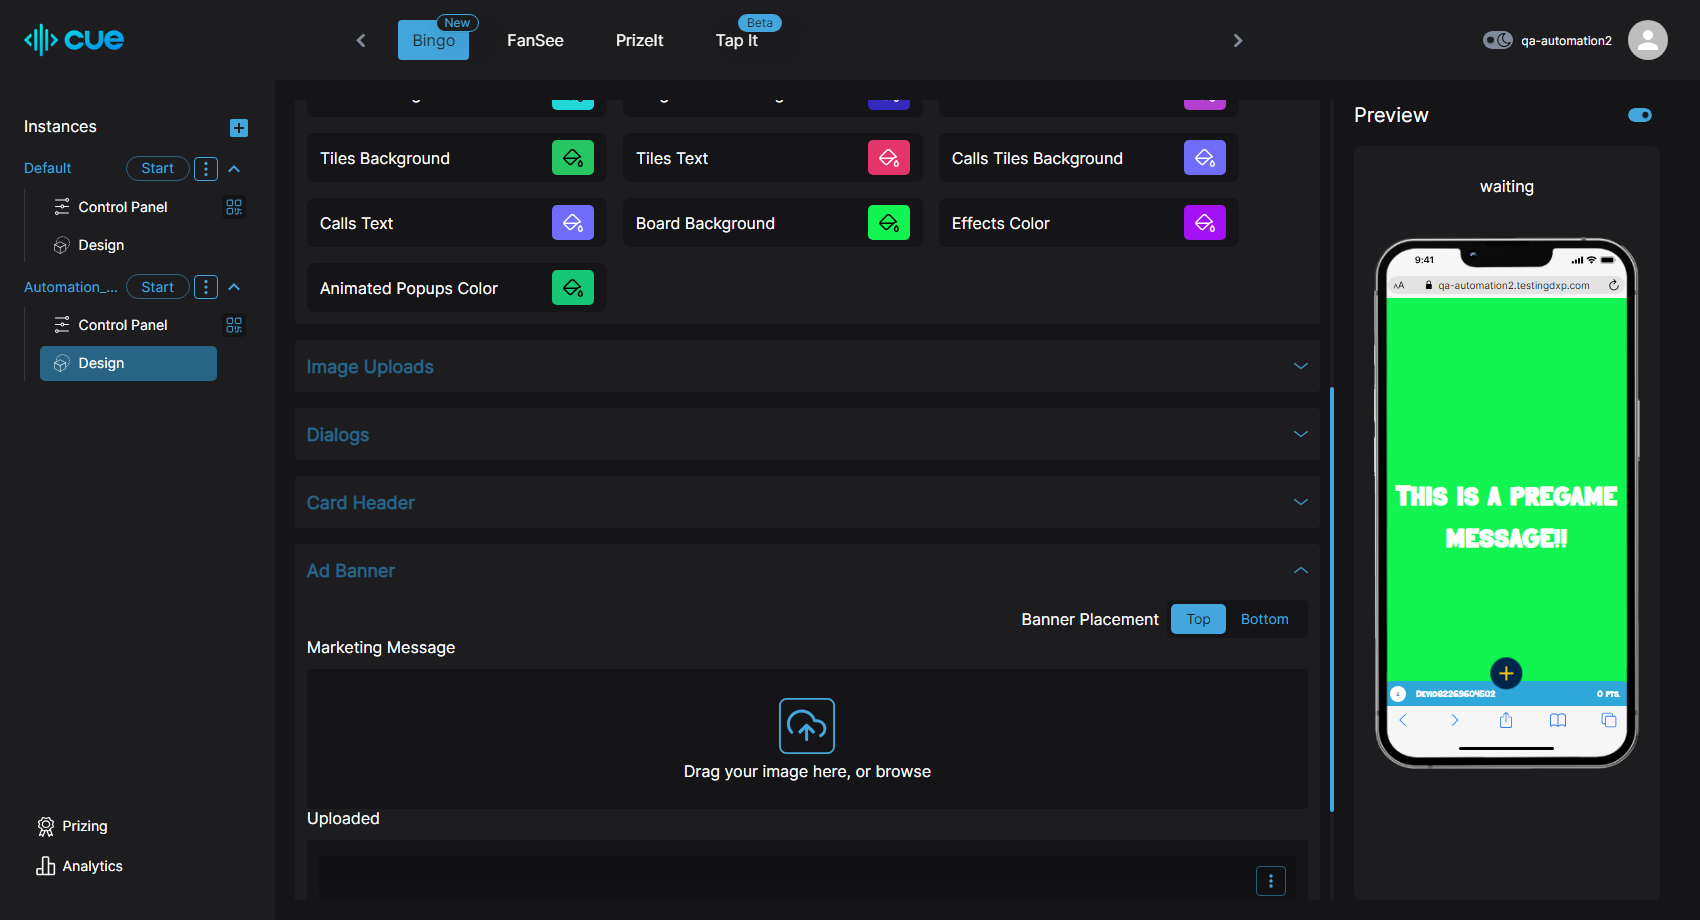 cue
Bingo
New
FanSee
PrizeIt
Tap It
Beta
qa-automation2
Instances
Default
Start
Control Panel
Design
Automation_...
Start
Control Panel
Design
Prizing
Analytics
Tiles Background
Tiles Text
Calls Tiles Background
Calls Text
Board Background
Effects Color
Animated Popups Color
Image Uploads
Dialogs
Card Header
Ad Banner
Banner Placement
Top
Bottom
Marketing Message
Drag your image here, or browse
Uploaded
Preview
waiting
9:41
AA
qa-automation2.testingdxp.com
THIS IS A PREGAME
MESSAGE!!
DEVID82269604502
0 PTS.